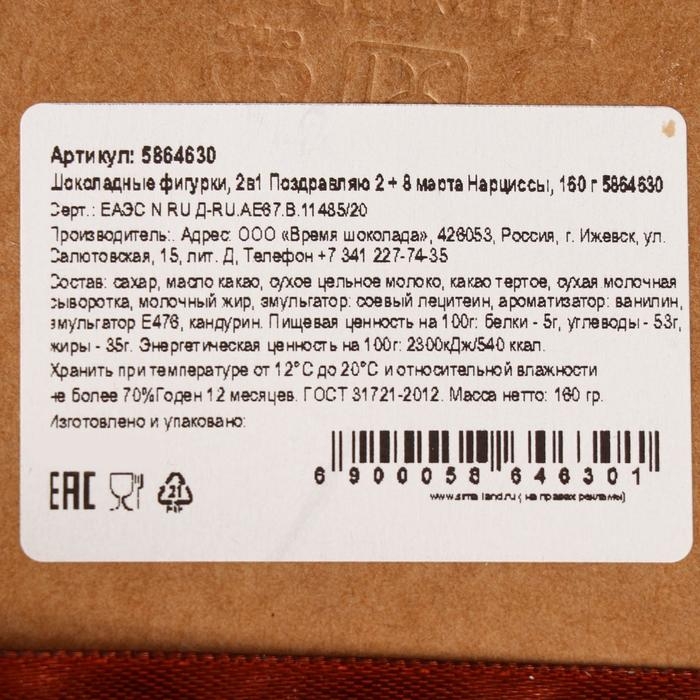 Артикул: 5864630
Шоколадные фигурки, 2в1 Поздравляю 2 + 8 марта Нарциссы, 160 г 5864630
Серт.: ЕАЭС N RU Д-RU.АЕ67.В.11485/20
Производитель:. Адрес: ООО «Время шоколада», 426053, Россия, г. Ижевск, ул.
Салютовская, 15, лит. Д, Телефон +7 341 227-74-35
Состав: сахар, масло какао, сухое цельное молоко, какао тертое, сухая молочная
сыворотка, молочный жир, эмульгатор: соевый лецитеин, ароматизатор: ванилин,
эмульгатор Е476, кандурин. Пищевая ценность на 100г: белки - 5г, углеводы - 53г,
жиры - 35г. Энергетическая ценность на 100г: 2300кДж/540 ккал.
Хранить при температуре от 12°С до 20°С и относительной влажности
не более 70%Годен 12 месяцев. ГОСТ 31721-2012. Масса нетто: 160 гр.
Изготовлено и упаковано:
6 900058 646301
www.sima-land.ru ( на правах рекламы)
EAC
21
PAP